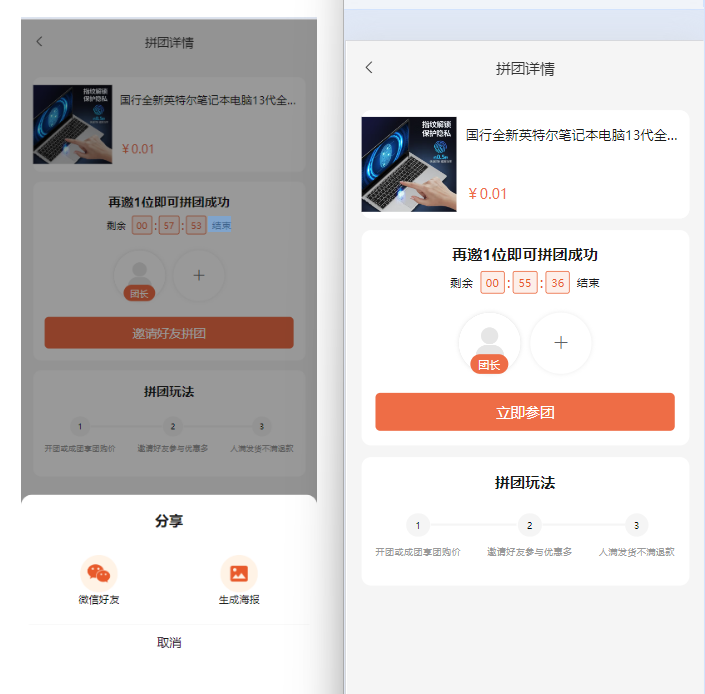 拼团详情
指纹解锁
保护隐私
国行全新英特尔笔记本电脑13代全...
¥0.01
再邀1位即可拼团成功
剩余 00 : 57 : 53 结束
团长
+
邀请好友拼团
拼团玩法
1 2 3
开团或成团享团购价 邀请好友参与优惠多 人满发货不满退款
分享
微信好友 生成海报
取消
拼团详情
指纹解锁
保护隐私
国行全新英特尔笔记本电脑13代全...
¥0.01
再邀1位即可拼团成功
剩余 00 : 55 : 36 结束
团长
+
立即参团
拼团玩法
1 2 3
开团或成团享团购价 邀请好友参与优惠多 人满发货不满退款